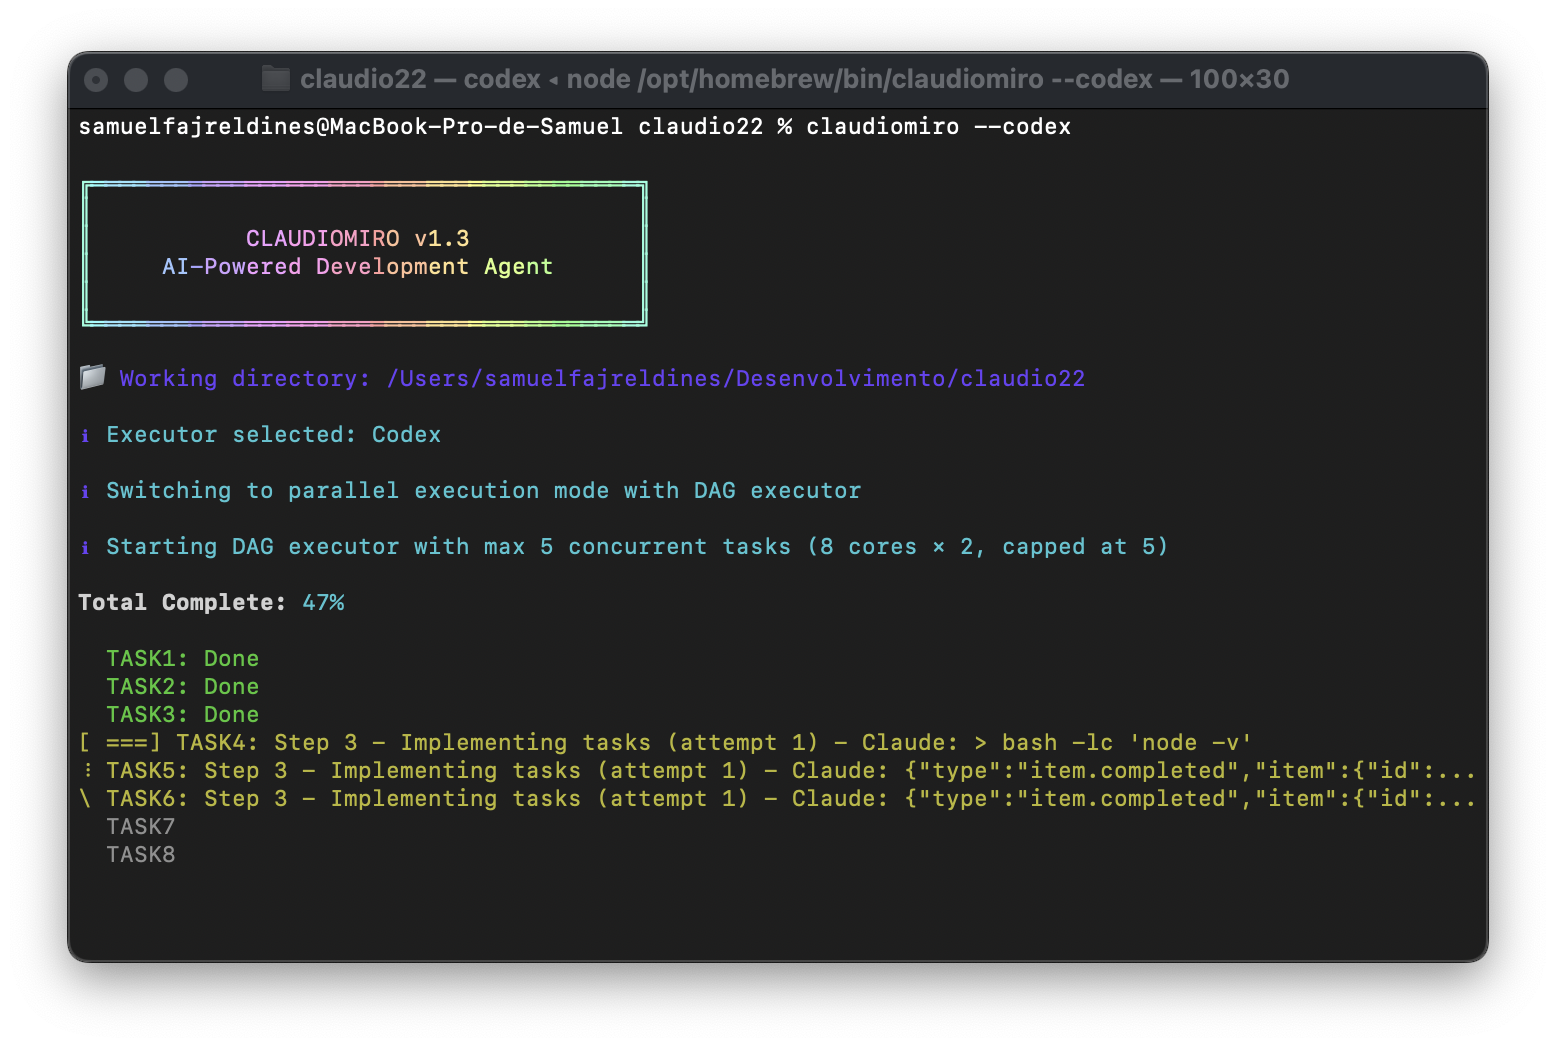 claudio22 — codex ◂ node /opt/homebrew/bin/claudiomiro --codex — 100×30
samuelfajreldines@MacBook-Pro-de-Samuel claudio22 % claudiomiro --codex
CLAUDIOMIRO v1.3
AI-Powered Development Agent
Working directory: /Users/samuelfajreldines/Desenvolvimento/claudio22
ℹ Executor selected: Codex
ℹ Switching to parallel execution mode with DAG executor
ℹ Starting DAG executor with max 5 concurrent tasks (8 cores × 2, capped at 5)
Total Complete: 47%
TASK1: Done
TASK2: Done
TASK3: Done
[ ===] TASK4: Step 3 - Implementing tasks (attempt 1) - Claude: > bash -lc 'node -v'
⋮ TASK5: Step 3 - Implementing tasks (attempt 1) - Claude: {"type":"item.completed","item":{"id":...
\ TASK6: Step 3 - Implementing tasks (attempt 1) - Claude: {"type":"item.completed","item":{"id":...
TASK7
TASK8